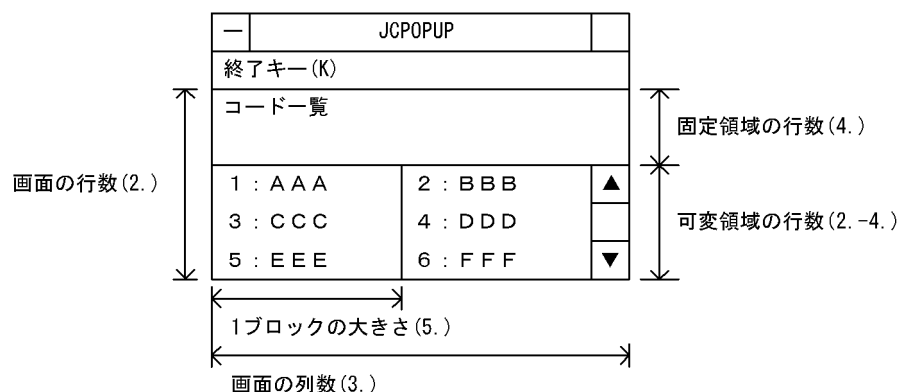 ― JCPOPUP
終了キー(K)
コード一覧
固定領域の行数(4.)
画面の行数(2.)
1:AAA 2:BBB ▲
3:CCC 4:DDD
可変領域の行数(2.-4.)
5:EEE 6:FFF ▼
1ブロックの大きさ(5.)
画面の列数(3.)